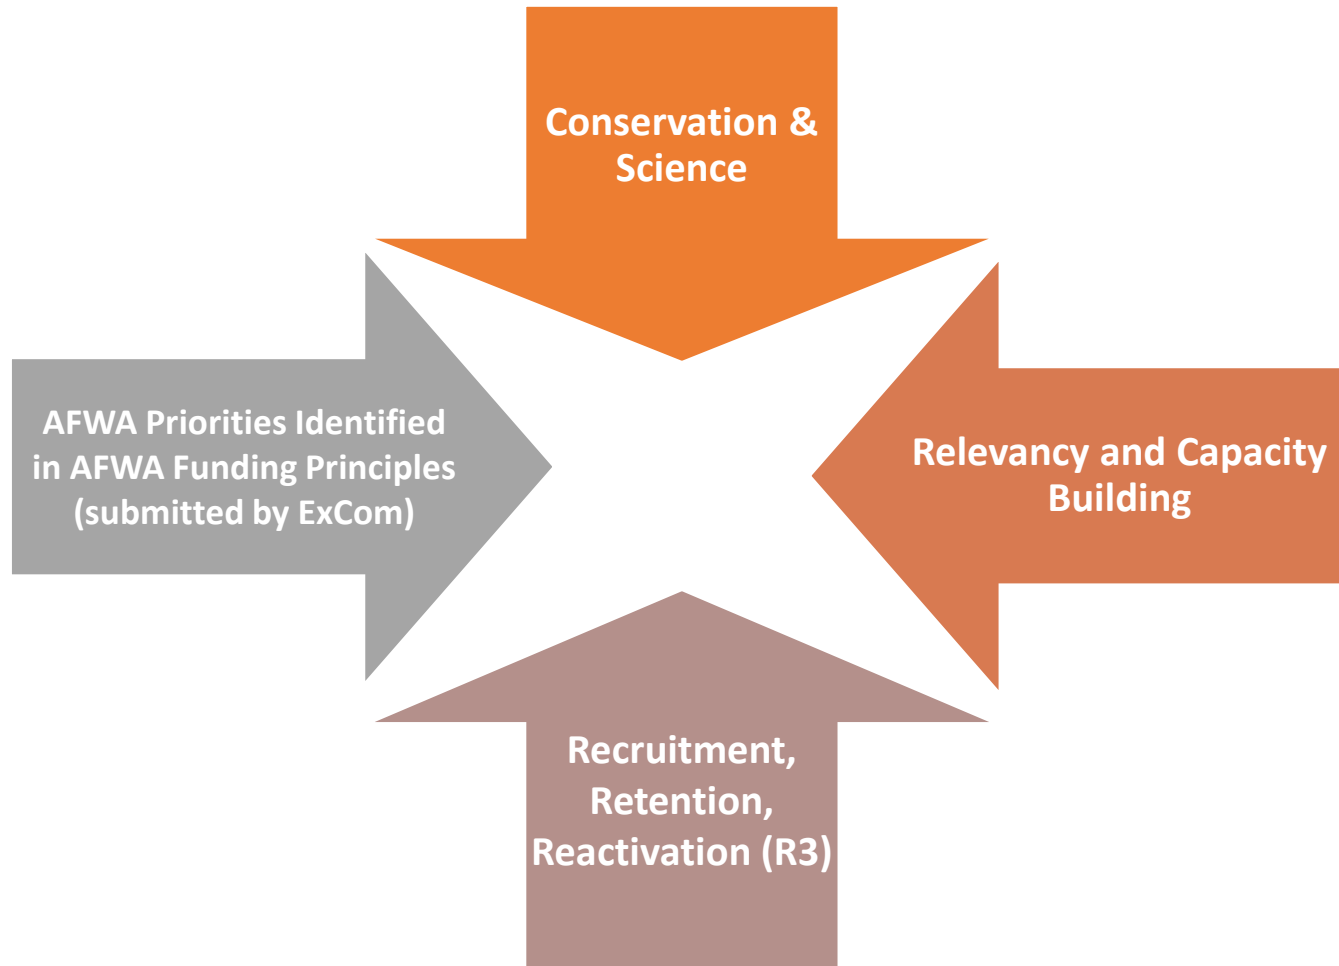 Conservation &
Science
AFWA Priorities Identified
in AFWA Funding Principles
(submitted by ExCom)
Relevancy and Capacity
Building
Recruitment,
Retention,
Reactivation (R3)